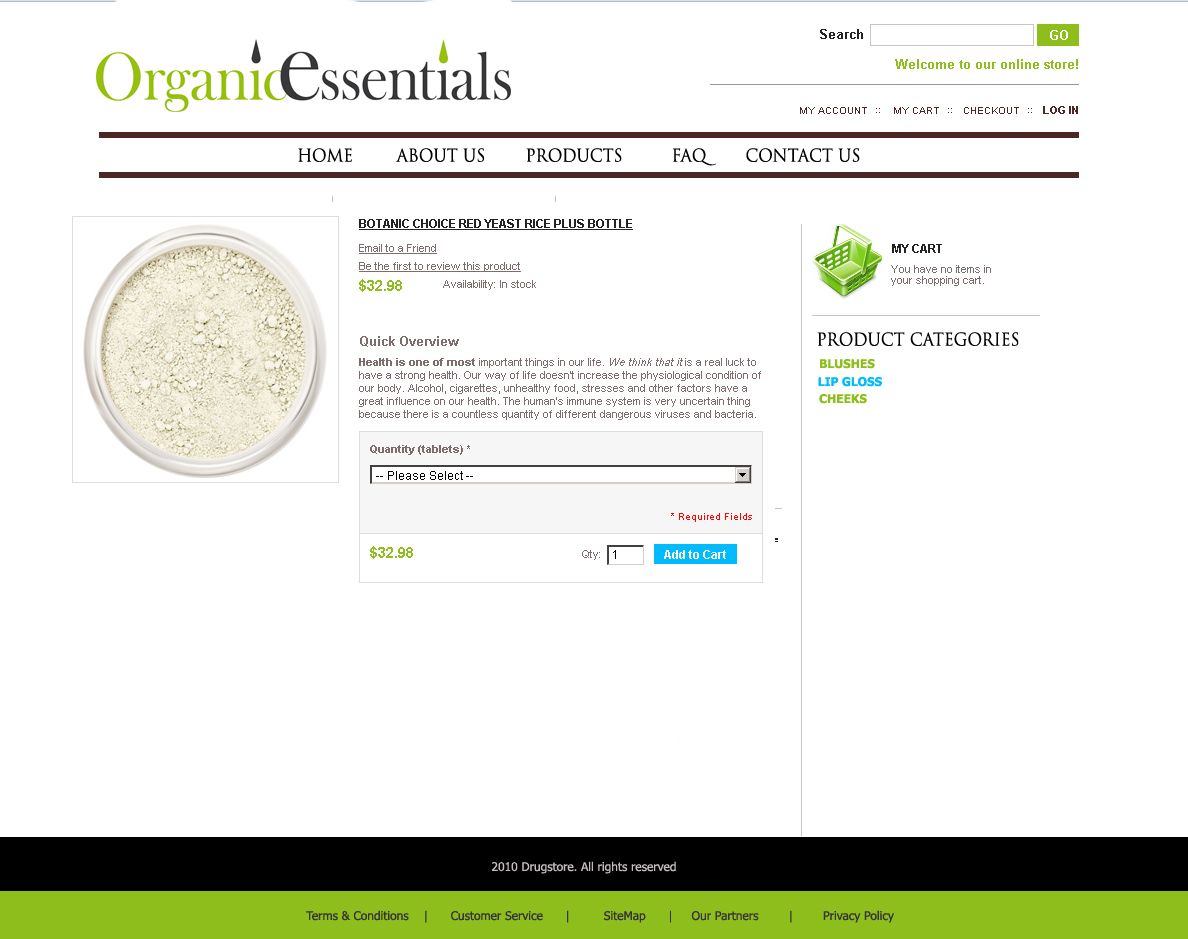 Search GO
Organic Essentials
Welcome to our online store!
MY ACCOUNT :: MY CART :: CHECKOUT :: LOG IN
HOME ABOUT US PRODUCTS FAQ CONTACT US
BOTANIC CHOICE RED YEAST RICE PLUS BOTTLE
Email to a Friend
Be the first to review this product
$32.98 Availability: In stock
Quick Overview
Health is one of most important things in our life. We think that it is a real luck to
have a strong health. Our way of life doesn't increase the physiological condition of
our body. Alcohol, cigarettes, unhealthy food, stresses and other factors have a
great influence on our health. The human's immune system is very uncertain thing
because there is a countless quantity of different dangerous viruses and bacteria.
Quantity (tablets) *
-- Please Select --
* Required Fields
$32.98 Qty: 1 Add to Cart
MY CART
You have no items in
your shopping cart.
PRODUCT CATEGORIES
BLUSHES
LIP GLOSS
CHEEKS
2010 Drugstore. All rights reserved
Terms & Conditions | Customer Service | SiteMap | Our Partners | Privacy Policy